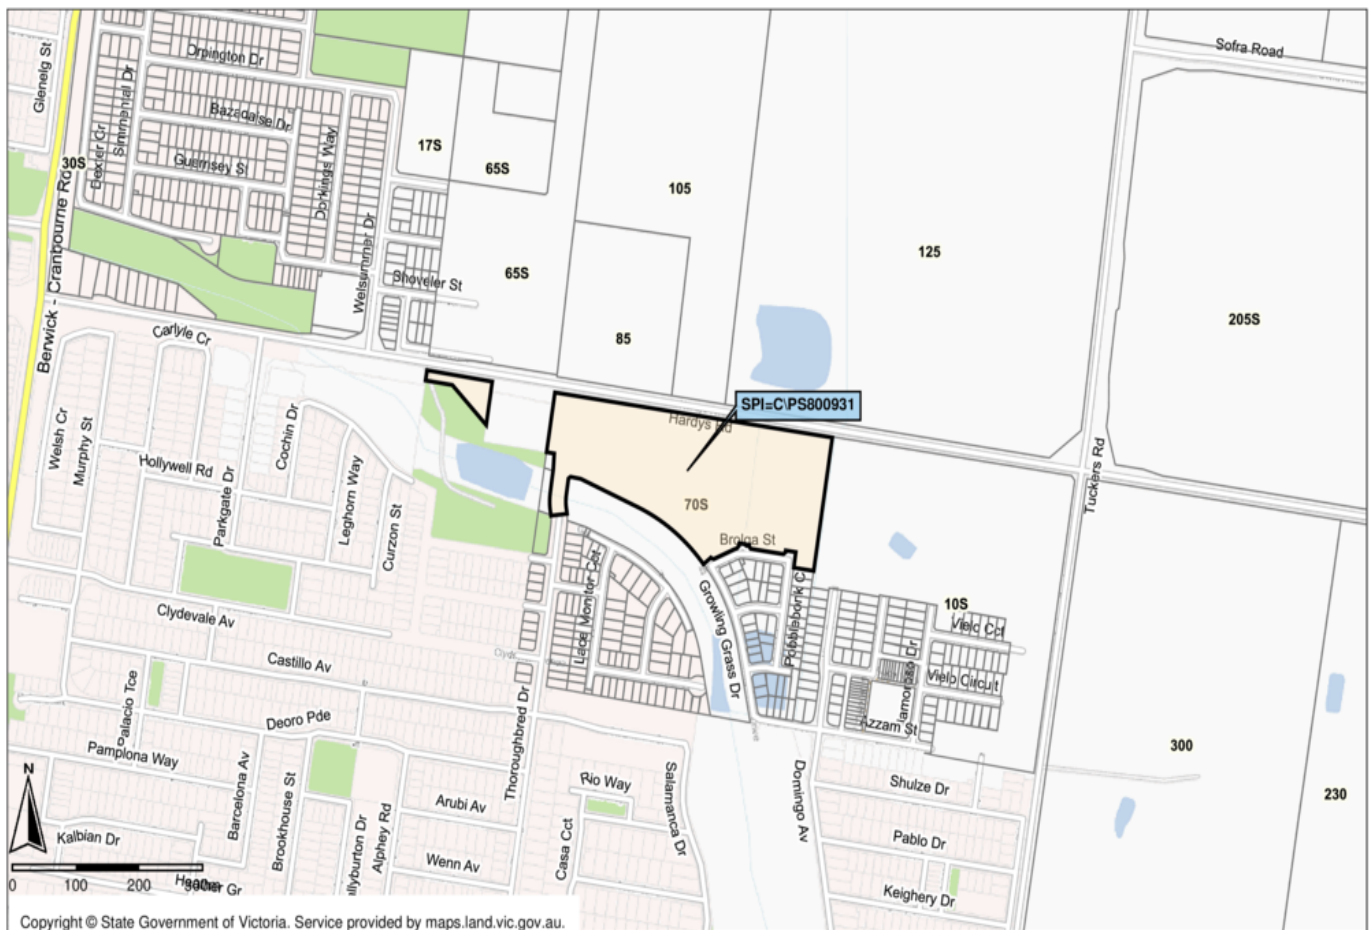 Glenelg St
Orpington Dr
Sofra Road
Simmental Dr
Bazadaise Dr
Dexter Cr
Guernsey St
Dorkings Way
17S
65S
30S
105
Berwick - Cranbourne Rd
Welsummer Dr
125
65S
Shoveler St
205S
Carlyle Cr
85
SPI=C\PS800931
Hardys Rd
Welsh Cr
Murphy St
Cochin Dr
Hollywell Rd
Parkgate Dr
Leghorn Way
Curzon St
70S
Tuckers Rd
Brolga St
Lace Monitor Cct
Growling Grass Dr
Pobblebonk C
10S
Clydevale Av
Vielo Cct
Castillo Av
Vielo Circuit
Palacio Tce
Thoroughbred Dr
Azzam St
Deoro Pde
Pamplona Way
Barcelona Av
Brookhouse St
Rio Way
Salamanca Dr
Domingo Av
Shulze Dr
300
230
N
Arubi Av
Alphey Rd
Casa Cct
Pablo Dr
Kalbian Dr
Wenn Av
Keighery Dr
0 100 200
Copyright © State Government of Victoria. Service provided by maps.land.vic.gov.au.